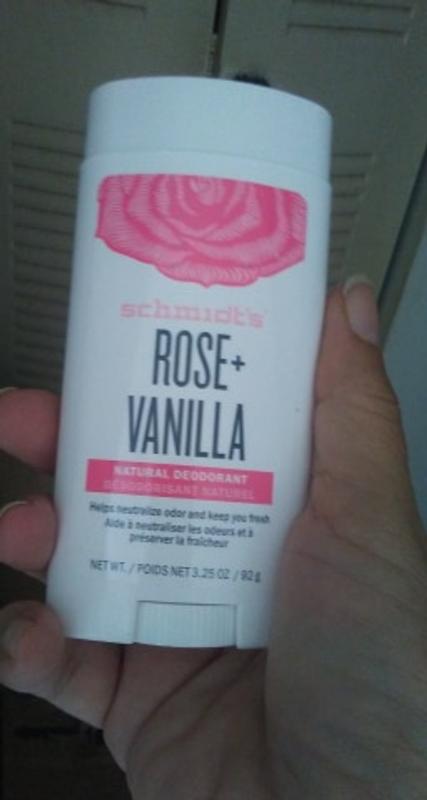 schmidt's
ROSE+
VANILLA
NATURAL DEODORANT
DÉSODORISANT NATUREL
Helps neutralize odor and keep you fresh
Aide à neutraliser les odeurs et à
préserver la fraîcheur
NET WT. / POIDS NET 3.25 OZ / 92 g